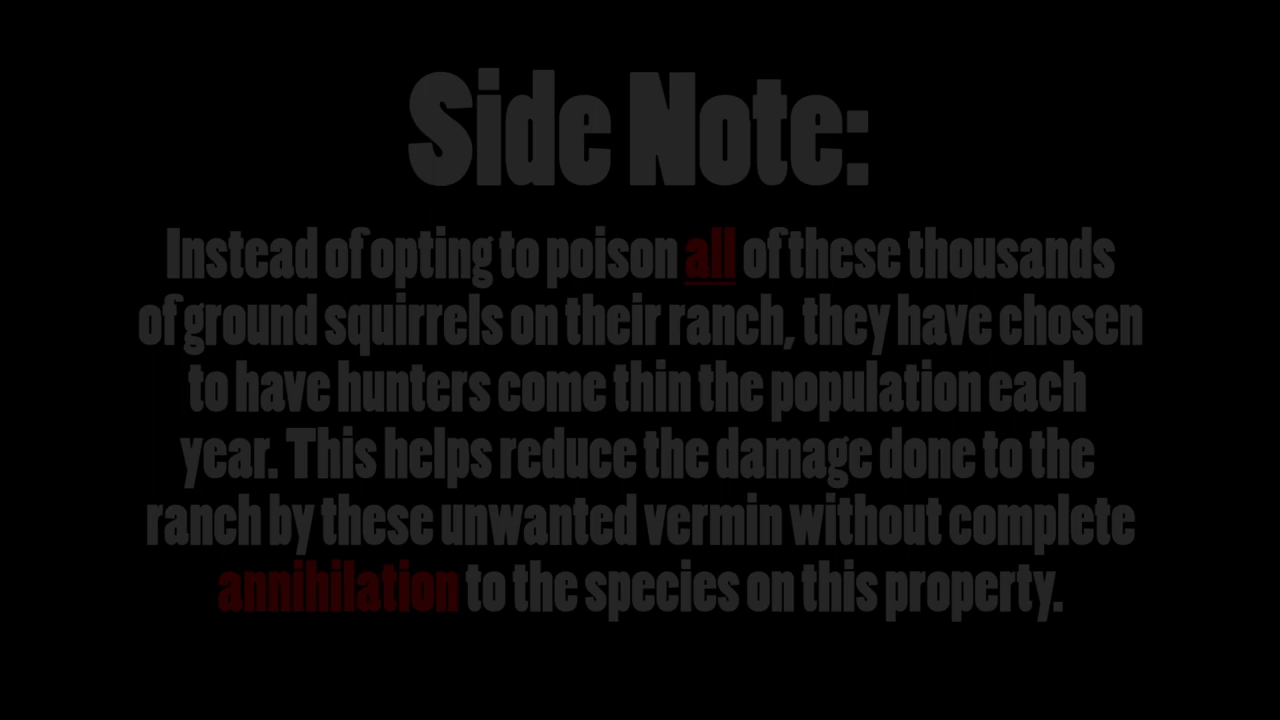 Side Note:
Instead of opting to poison all of these thousands
of ground squirrels on their ranch, they have chosen
to have hunters come thin the population each
year. This helps reduce the damage done to the
ranch by these unwanted vermin without complete
annihilation to the species on this property.